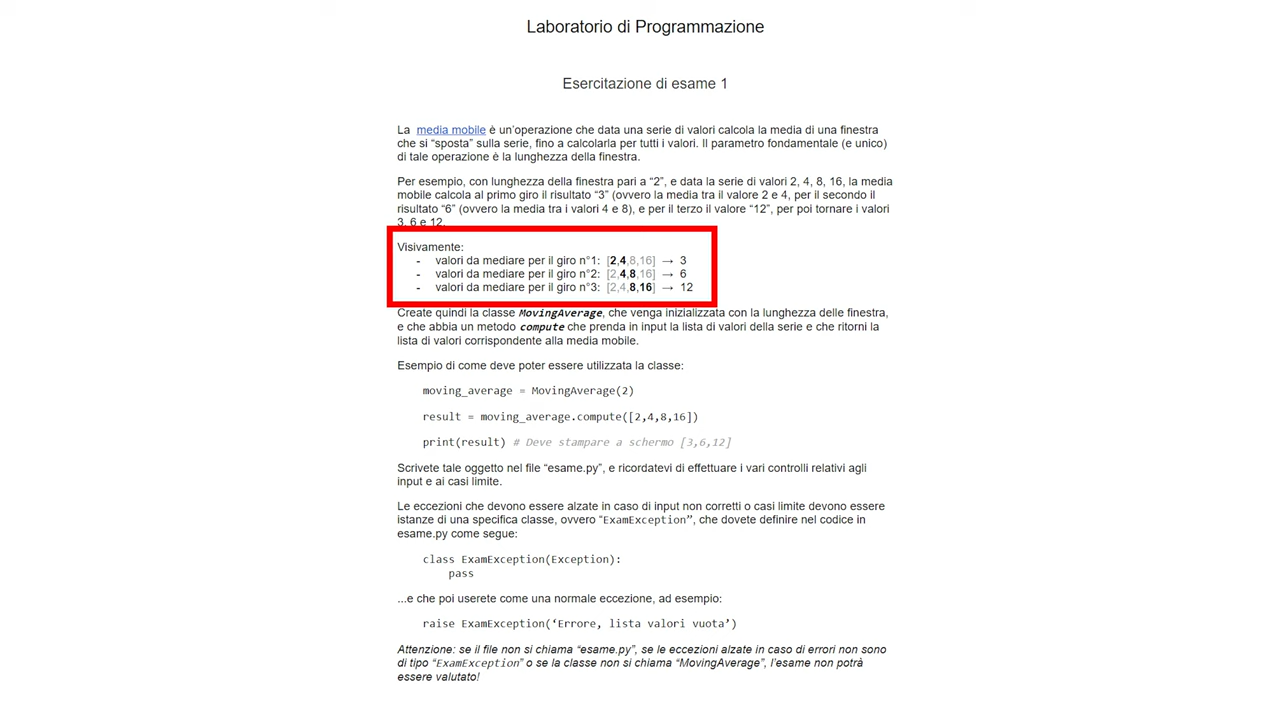 Laboratorio di Programmazione
Esercitazione di esame 1
La media mobile è un'operazione che data una serie di valori calcola la media di una finestra
che si “sposta” sulla serie, fino a calcolarla per tutti i valori. Il parametro fondamentale (e unico)
di tale operazione è la lunghezza della finestra.
Per esempio, con lunghezza della finestra pari a “2”, e data la serie di valori 2, 4, 8, 16, la media
mobile calcola al primo giro il risultato “3” (ovvero la media tra il valore 2 e 4, per il secondo il
risultato “6” (ovvero la media tra i valori 4 e 8), e per il terzo il valore “12”, per poi tornare i valori
3, 6 e 12.
Visivamente:
- valori da mediare per il giro n°1: [2,4,8,16] → 3
- valori da mediare per il giro n°2: [2,4,8,16] → 6
- valori da mediare per il giro n°3: [2,4,8,16] → 12
Create quindi la classe MovingAverage, che venga inizializzata con la lunghezza delle finestra,
e che abbia un metodo compute che prenda in input la lista di valori della serie e che ritorni la
lista di valori corrispondente alla media mobile.
Esempio di come deve poter essere utilizzata la classe:
moving_average = MovingAverage(2)
result = moving_average.compute([2,4,8,16])
print(result) # Deve stampare a schermo [3,6,12]
Scrivete tale oggetto nel file “esame.py”, e ricordatevi di effettuare i vari controlli relativi agli
input e ai casi limite.
Le eccezioni che devono essere alzate in caso di input non corretti o casi limite devono essere
istanze di una specifica classe, ovvero “ExamException”, che dovete definire nel codice in
esame.py come segue:
class ExamException(Exception):
pass
...e che poi userete come una normale eccezione, ad esempio:
raise ExamException(‘Errore, lista valori vuota’)
Attenzione: se il file non si chiama “esame.py”, se le eccezioni alzate in caso di errori non sono
di tipo “ExamException” o se la classe non si chiama “MovingAverage”, l'esame non potrà
essere valutato!